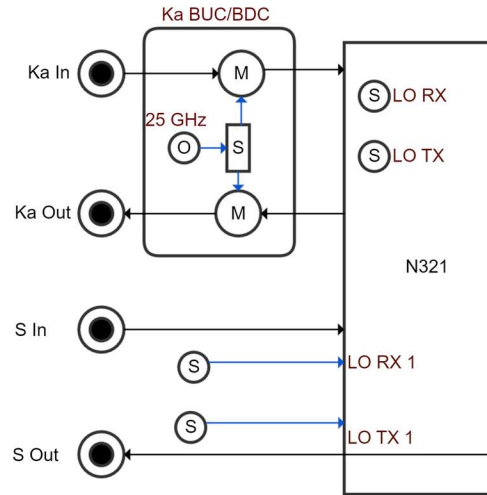 Ka BUC/BDC
Ka In
M
S LO RX
25 GHz
O
S
S LO TX
Ka Out
M
N321
S In
S
LO RX 1
S
LO TX 1
S Out